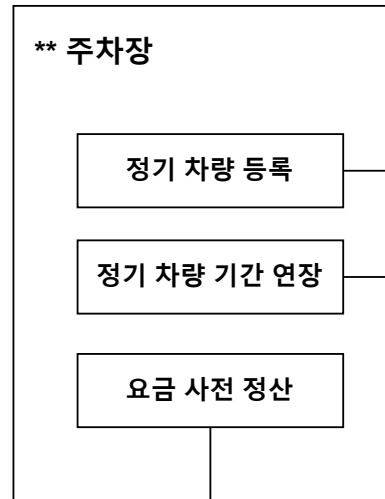 ** 주차장
정기 차량 등록
정기 차량 기간 연장
요금 사전 정산